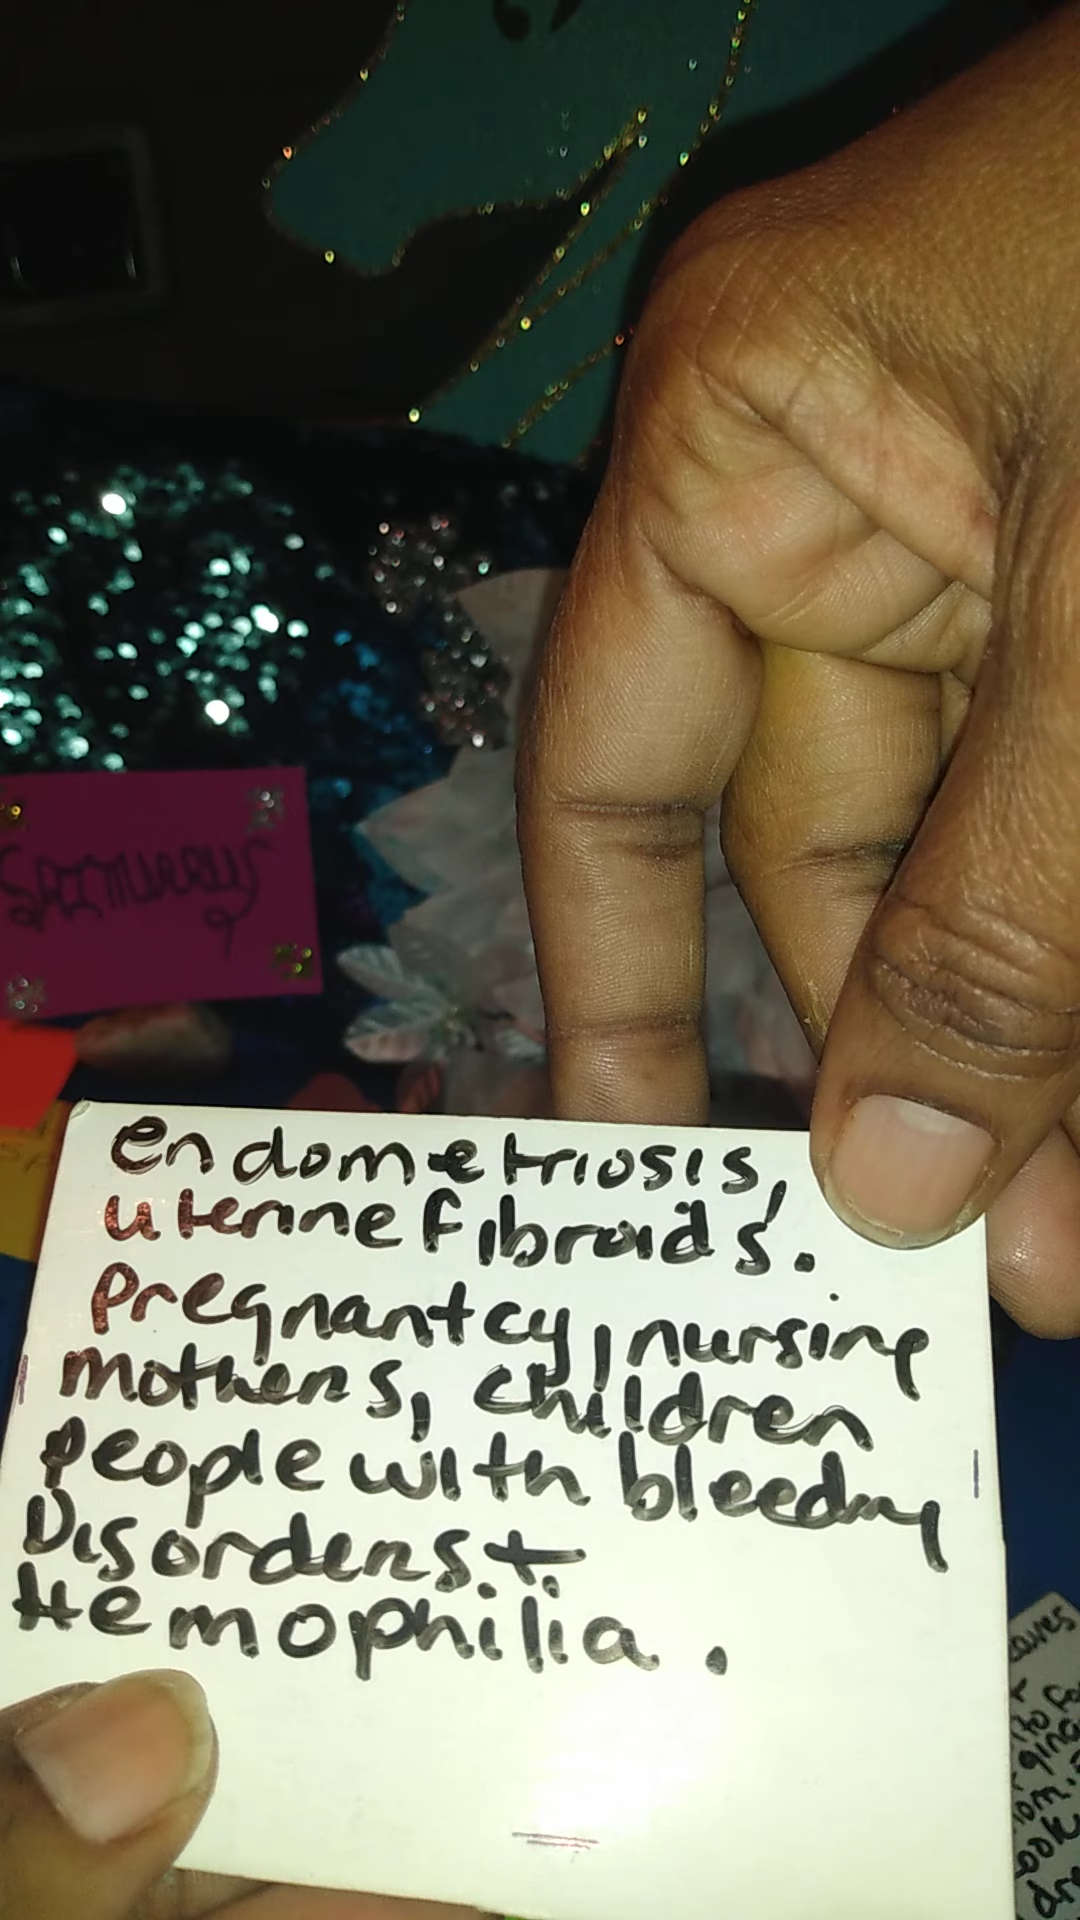 endometriosis,
uterine fibroids.
Pregnantcy, nursing
mothers, children
people with bleeding
Disorders. +
Hemophilia.